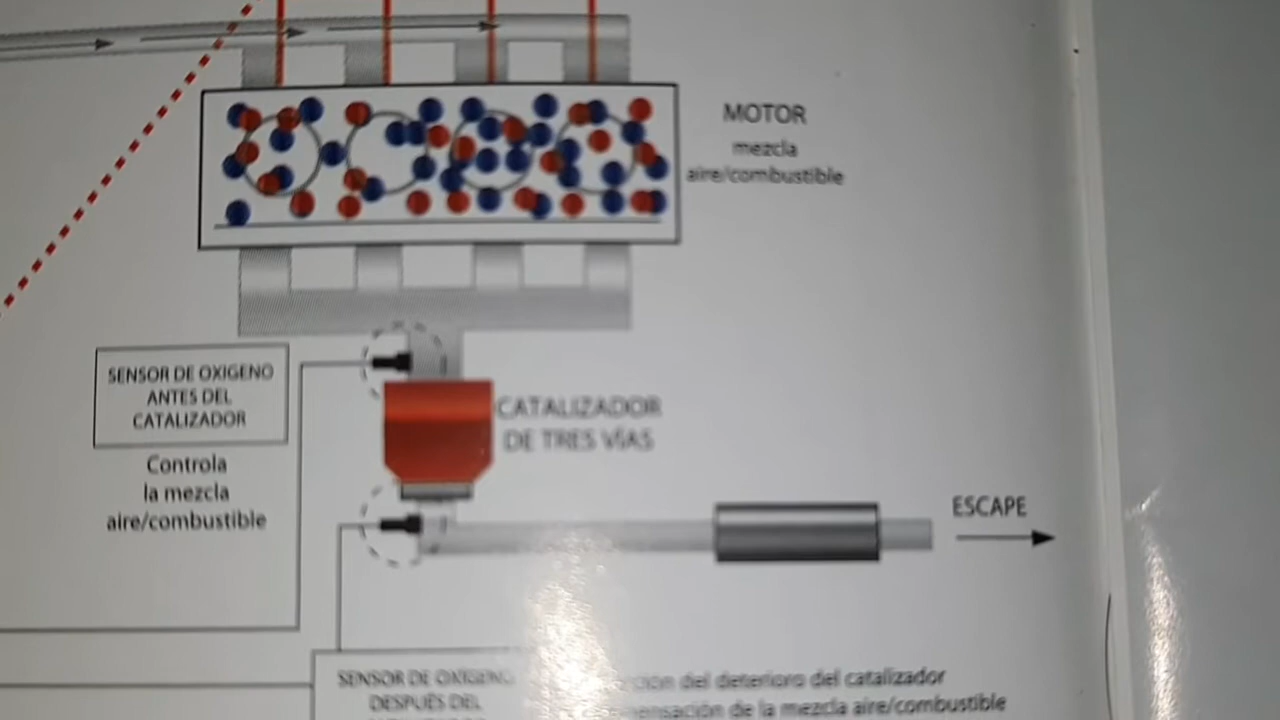 MOTOR
mezcla
aire/combustible
SENSOR DE OXIGENO
ANTES DEL
CATALIZADOR
Controla
la mezcla
aire/combustible
CATALIZADOR
DE TRES VÍAS
ESCAPE
SENSOR DE OXÍGENO
DESPUÉS DEL
del deterioro del catalizador
de la mezcla aire/combustible